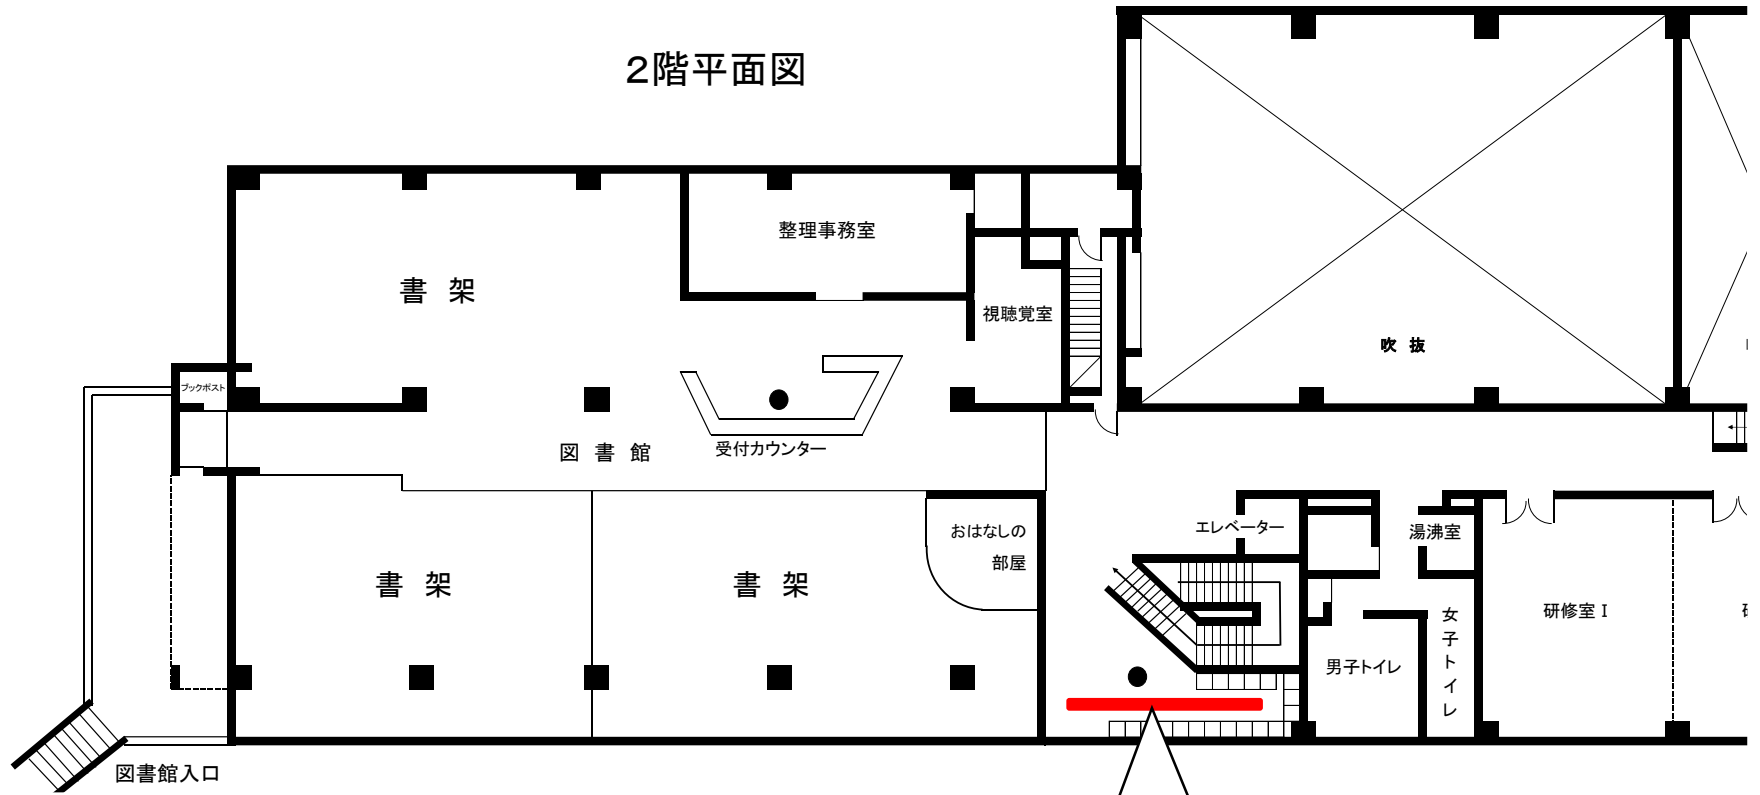 ２階平面図
整理事務室
書 架
視聴覚室
吹 抜
ブックポスト
図 書 館
受付カウンター
おはなしの
部屋
エレベーター
湯沸室
書 架
書 架
研修室Ⅰ
女子トイレ
男子トイレ
図書館入口